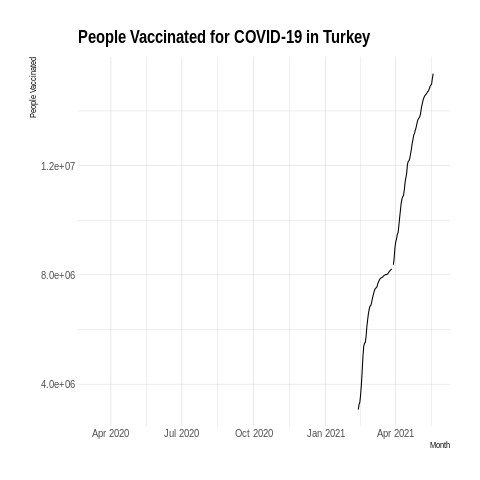 People Vaccinated for COVID-19 in Turkey
People Vaccinated
1.2e+07
8.0e+06
4.0e+06
Apr 2020 Jul 2020 Oct 2020 Jan 2021 Apr 2021
Month